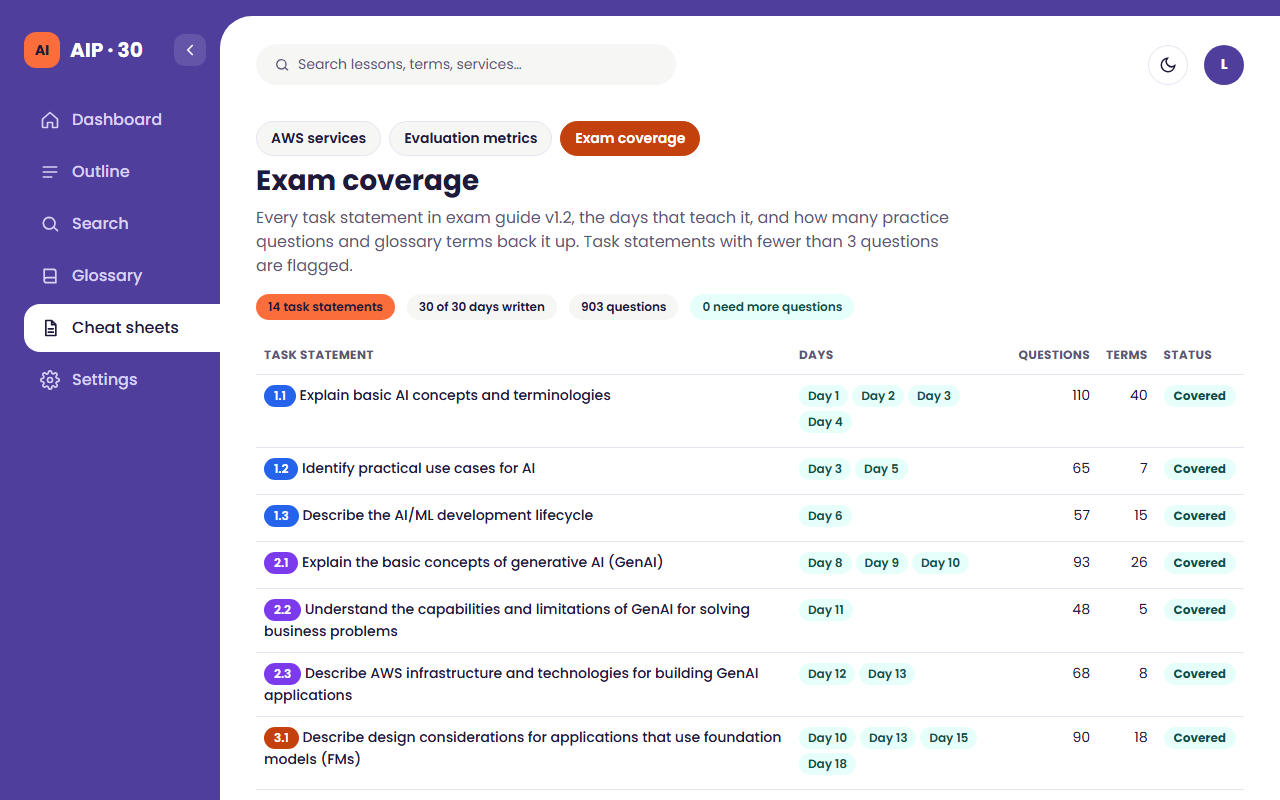 AI AIP · 30
Dashboard
Outline
Search
Glossary
Cheat sheets
Settings
Search lessons, terms, services…
L
AWS services Evaluation metrics Exam coverage
Exam coverage
Every task statement in exam guide v1.2, the days that teach it, and how many practice
questions and glossary terms back it up. Task statements with fewer than 3 questions
are flagged.
14 task statements 30 of 30 days written 903 questions 0 need more questions
TASK STATEMENT DAYS QUESTIONS TERMS STATUS
1.1 Explain basic AI concepts and terminologies Day 1 Day 2 Day 3 110 40 Covered
Day 4
1.2 Identify practical use cases for AI Day 3 Day 5 65 7 Covered
1.3 Describe the AI/ML development lifecycle Day 6 57 15 Covered
2.1 Explain the basic concepts of generative AI (GenAI) Day 8 Day 9 Day 10 93 26 Covered
2.2 Understand the capabilities and limitations of GenAI for solving Day 11 48 5 Covered
business problems
2.3 Describe AWS infrastructure and technologies for building GenAI Day 12 Day 13 68 8 Covered
applications
3.1 Describe design considerations for applications that use foundation Day 10 Day 13 Day 15 90 18 Covered
models (FMs) Day 18